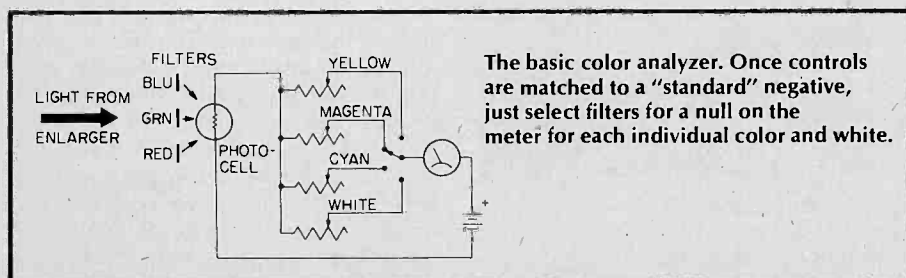 FILTERS
BLU
GRN
RED
LIGHT FROM
ENLARGER
PHOTO-
CELL
YELLOW
MAGENTA
CYAN
WHITE
+
The basic color analyzer. Once controls
are matched to a “standard” negative,
just select filters for a null on the
meter for each individual color and white.